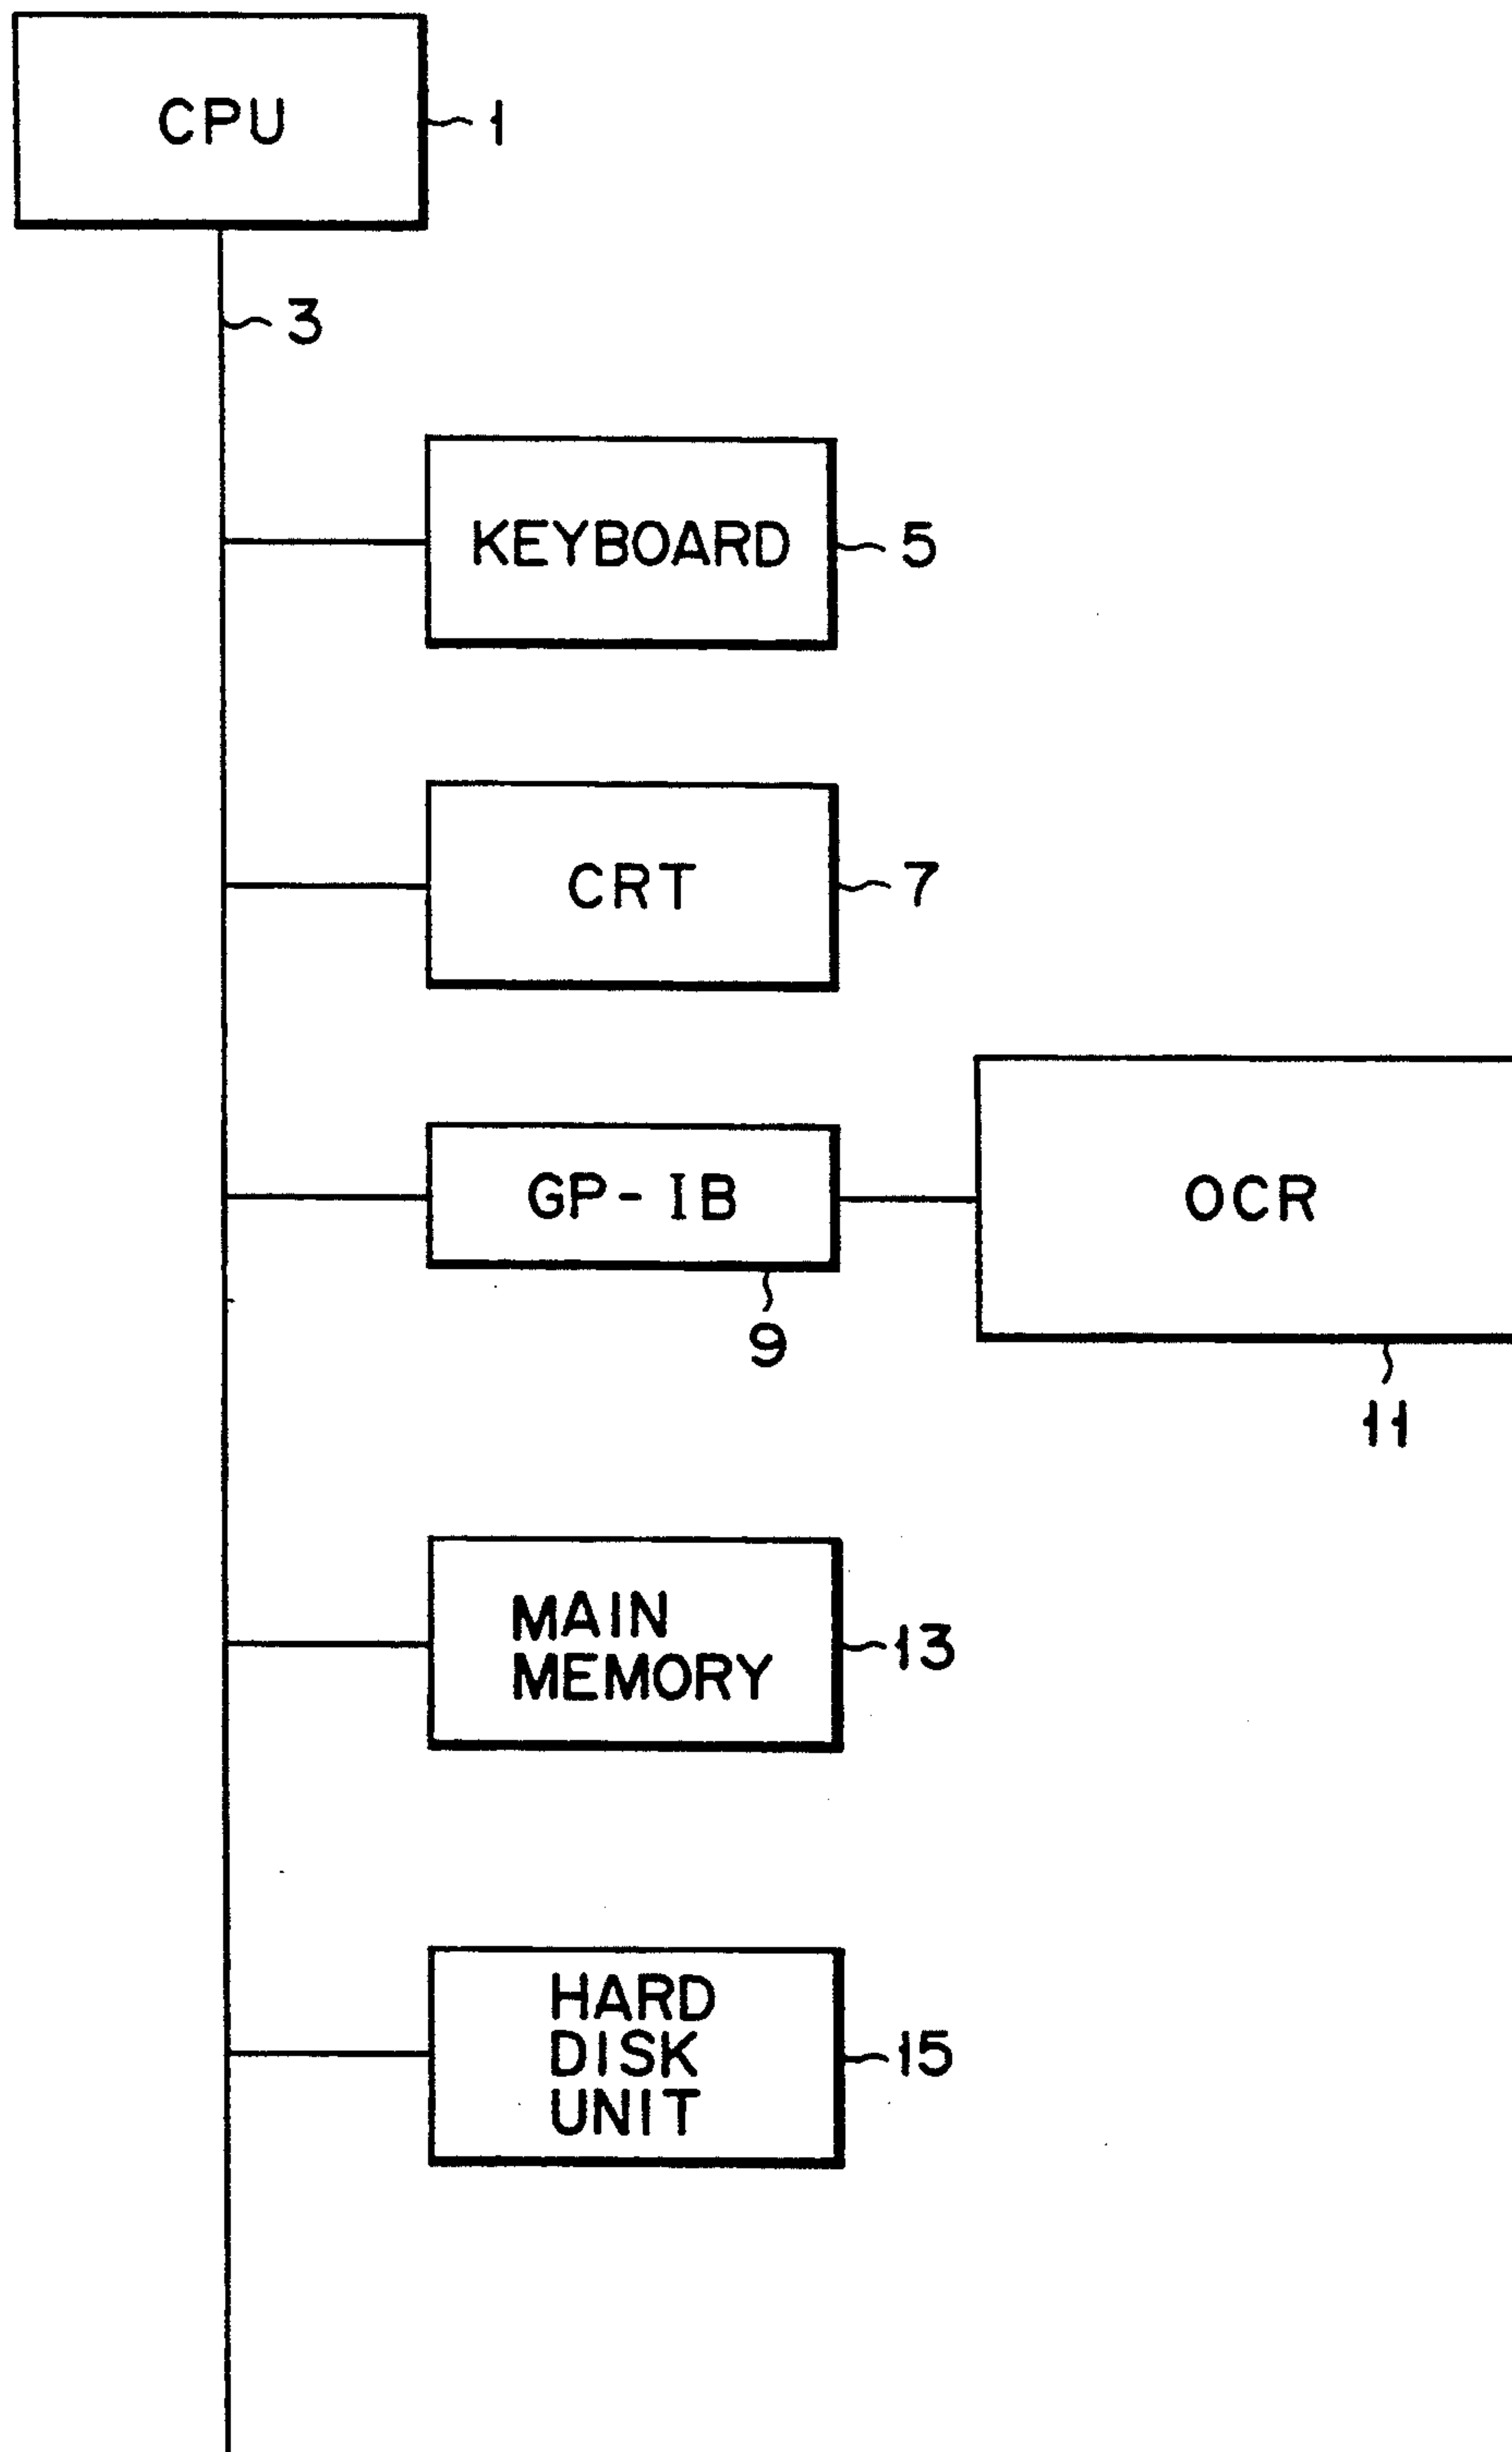 CPU
1
3
KEYBOARD
5
CRT
7
GP-IB
9
OCR
11
MAIN
MEMORY
13
HARD
DISK
UNIT
15